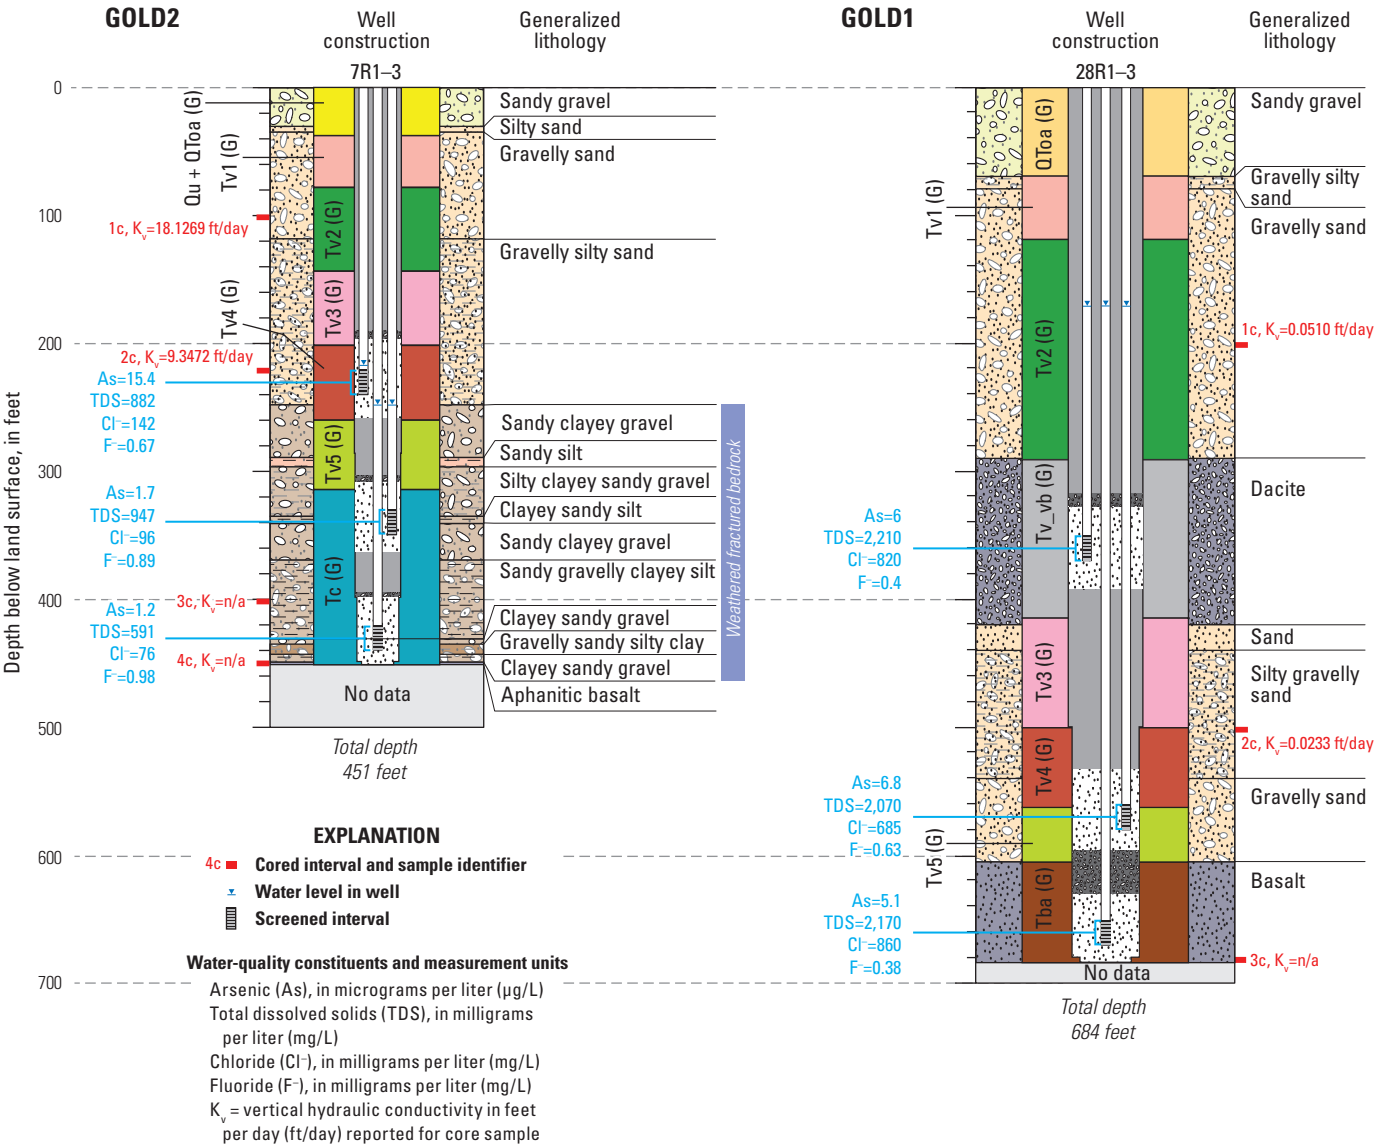 GOLD2
Well
construction
7R1–3
Generalized
lithology
GOLD1
Well
construction
28R1–3
Generalized
lithology
Depth below land surface, in feet
0
100
200
300
400
500
600
700
Qu + QToa (G)
Tv1 (G)
Tv2 (G)
Tv3 (G)
Tv4 (G)
Tv5 (G)
Tc (G)
1c, Kv=18.1269 ft/day
2c, Kv=9.3472 ft/day
As=15.4
TDS=882
Cl–=142
F–=0.67
As=1.7
TDS=947
Cl–=96
F–=0.89
3c, Kv=n/a
As=1.2
TDS=591
Cl–=76
4c, Kv=n/a
F–=0.98
Sandy gravel
Silty sand
Gravelly sand
Gravelly silty sand
Sandy clayey gravel
Sandy silt
Silty clayey sandy gravel
Clayey sandy silt
Sandy clayey gravel
Sandy gravelly clayey silt
Clayey sandy gravel
Gravelly sandy silty clay
Clayey sandy gravel
Aphanitic basalt
Weathered fractured bedrock
No data
Total depth
451 feet
QToa (G)
Tv1 (G)
Tv2 (G)
Tv_vb (G)
Tv3 (G)
Tv4 (G)
Tv5 (G)
Tba (G)
Sandy gravel
Gravelly silty
sand
Gravelly sand
1c, Kv=0.0510 ft/day
Dacite
As=6
TDS=2,210
Cl–=820
F–=0.4
Sand
Silty gravelly
sand
2c, Kv=0.0233 ft/day
Gravelly sand
As=6.8
TDS=2,070
Cl–=685
F–=0.63
Basalt
As=5.1
TDS=2,170
Cl–=860
F–=0.38
3c, Kv=n/a
No data
Total depth
684 feet
EXPLANATION
4c Cored interval and sample identifier
Water level in well
Screened interval
Water-quality constituents and measurement units
Arsenic (As), in micrograms per liter (µg/L)
Total dissolved solids (TDS), in milligrams
per liter (mg/L)
Chloride (Cl–), in milligrams per liter (mg/L)
Fluoride (F–), in milligrams per liter (mg/L)
Kv = vertical hydraulic conductivity in feet
per day (ft/day) reported for core sample